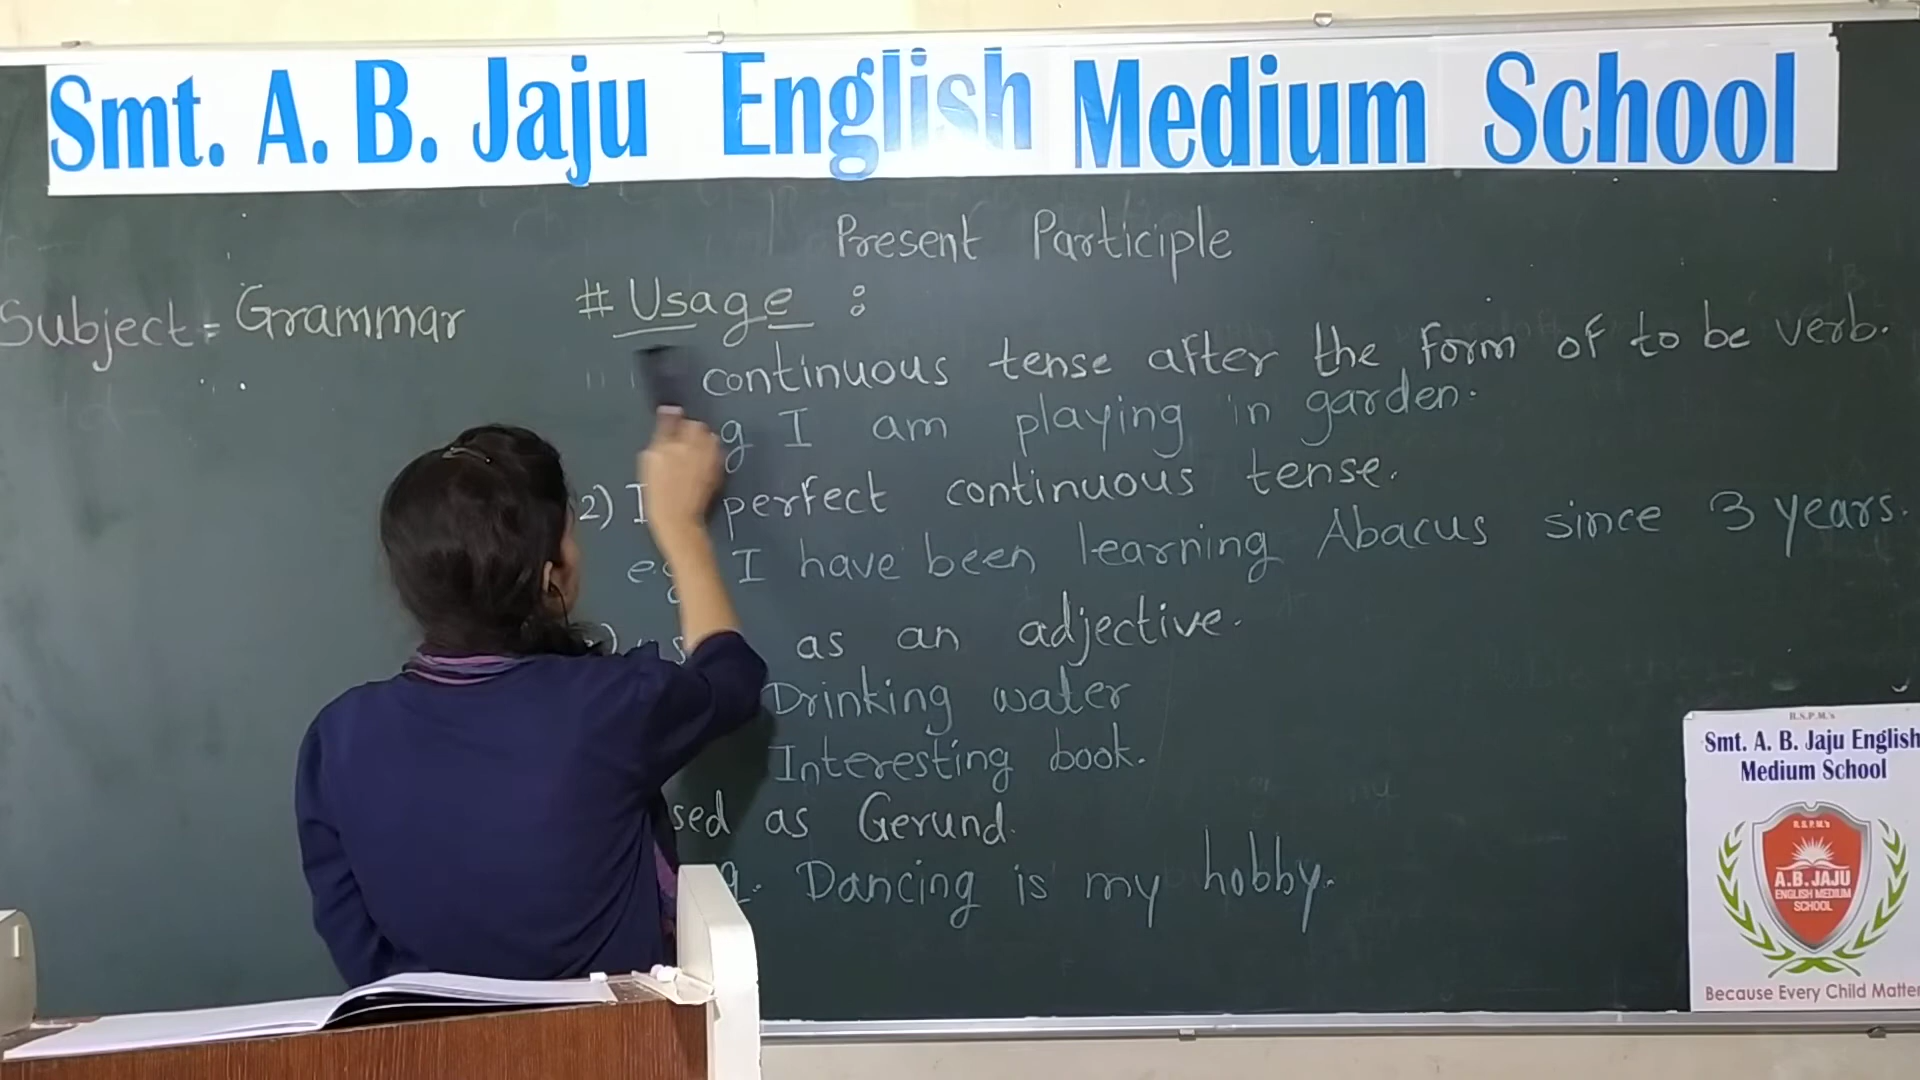 Smt. A. B. Jaju English Medium School
Present Participle
Subject = Grammar
# Usage :
continuous tense after the form of to be verb.
g I am playing in garden.
2) I perfect continuous tense.
e.g I have been learning Abacus since 3 years.
as an adjective.
Drinking water
Interesting book.
sed as Gerund.
g. Dancing is my hobby.
R.S.P.M.'s
Smt. A. B. Jaju English
Medium School
R.S.P.M's
A.B.JAJU
ENGLISH MEDIUM
SCHOOL
Because Every Child Matter